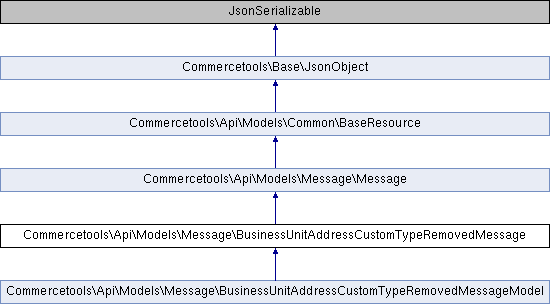 JsonSerializable
Commercetools\Base\JsonObject
Commercetools\Api\Models\Common\BaseResource
Commercetools\Api\Models\Message\Message
Commercetools\Api\Models\Message\BusinessUnitAddressCustomTypeRemovedMessage
Commercetools\Api\Models\Message\BusinessUnitAddressCustomTypeRemovedMessageModel